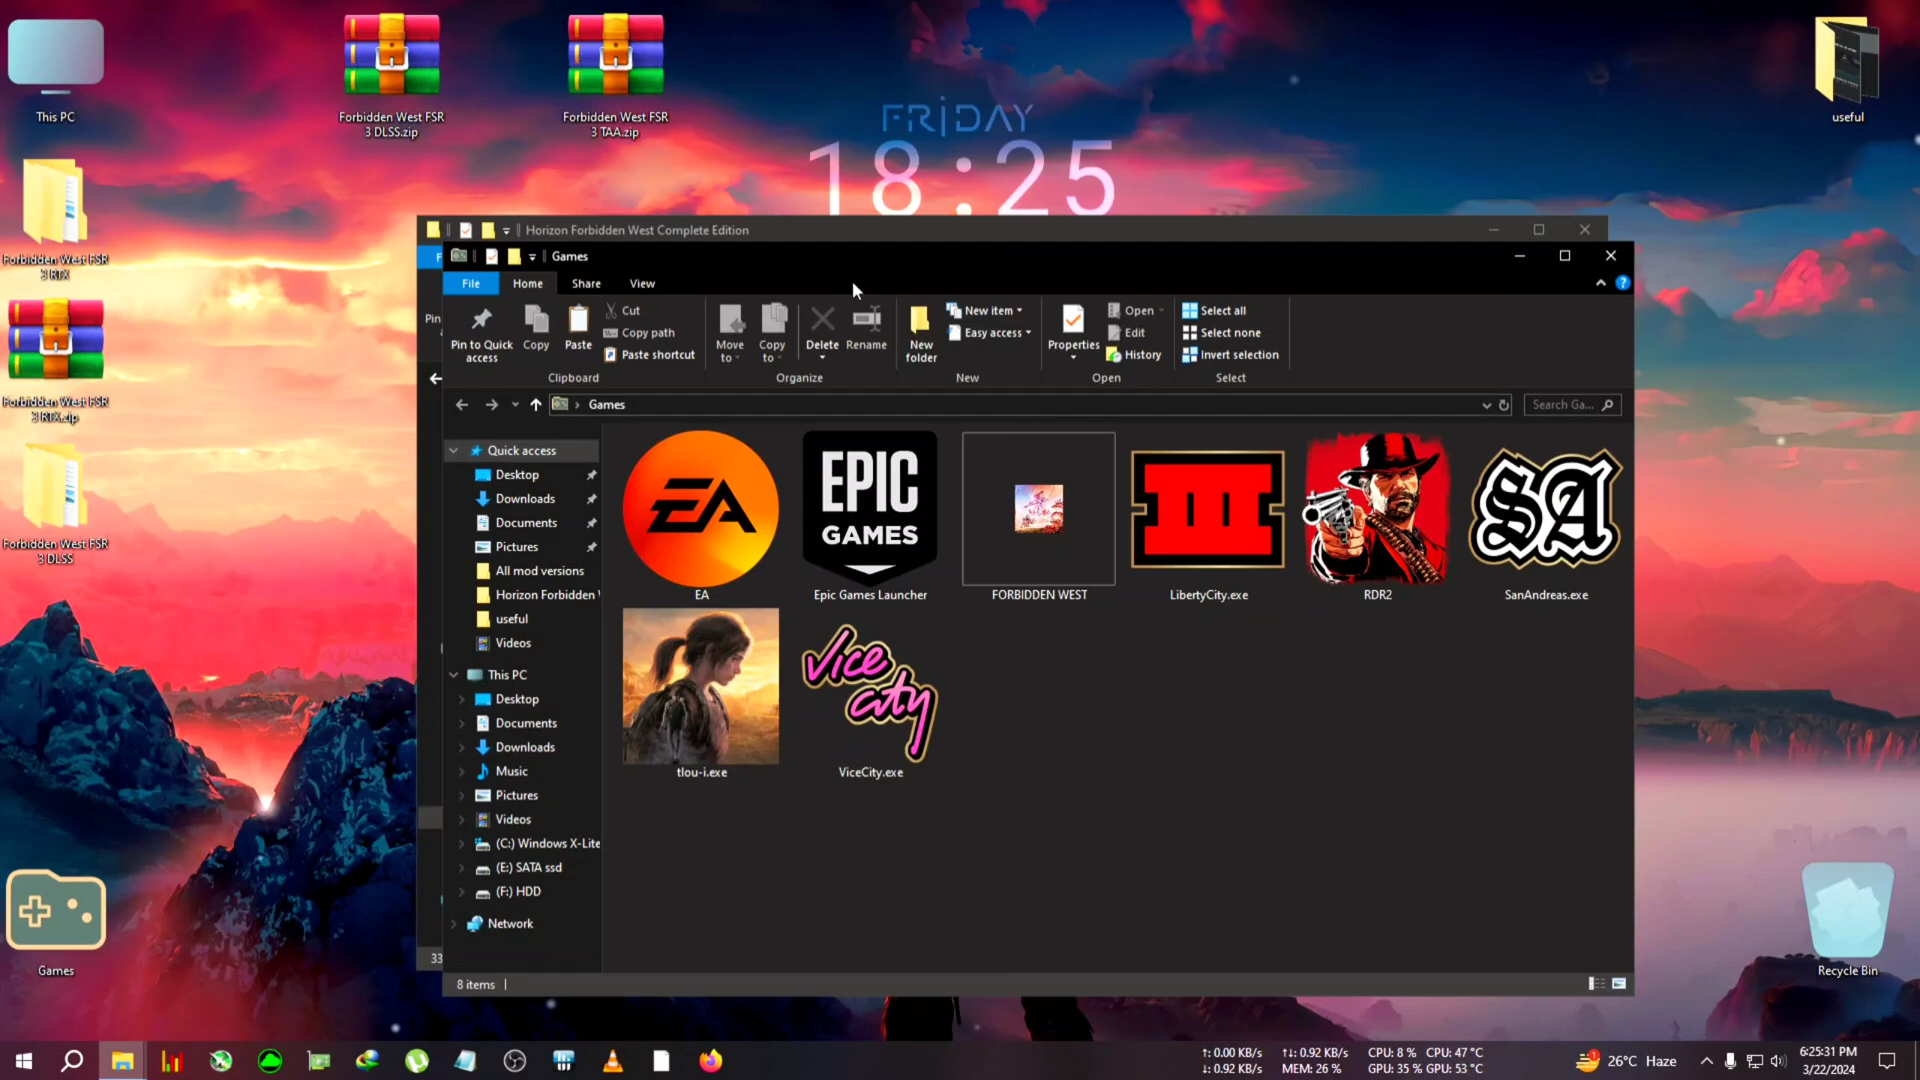 This PC
Forbidden West FSR
3 DLSS.zip
Forbidden West FSR
3 TAA.zip
useful
FRIDAY
18:25
Forbidden West FSR
3 RTX
Forbidden West FSR
3 RTX.zip
Forbidden West FSR
3 DLSS
Games
Recycle Bin
Horizon Forbidden West Complete Edition
Games
File
Home
Share
View
Pin to Quick
access
Copy
Paste
Cut
Copy path
Paste shortcut
Clipboard
Move
to
Copy
to
Delete
Rename
Organize
New
folder
New item
Easy access
New
Properties
Open
Edit
History
Open
Select all
Select none
Invert selection
Select
Games
Search Ga...
Quick access
Desktop
Downloads
Documents
Pictures
All mod versions
Horizon Forbidden
useful
Videos
This PC
Desktop
Documents
Downloads
Music
Pictures
Videos
(C:) Windows X-Lite
(E:) SATA ssd
(F:) HDD
Network
EA
EA
EPIC
GAMES
Epic Games Launcher
FORBIDDEN WEST
III
LibertyCity.exe
RDR2
SA
SanAndreas.exe
tlou-i.exe
vice
city
ViceCity.exe
8 items
33
↑: 0.00 KB/s
↓: 0.92 KB/s
↑↓: 0.92 KB/s
MEM: 26 %
CPU: 8 % CPU: 47 °C
GPU: 35 % GPU: 53 °C
26°C Haze
6:25:31 PM
3/22/2024